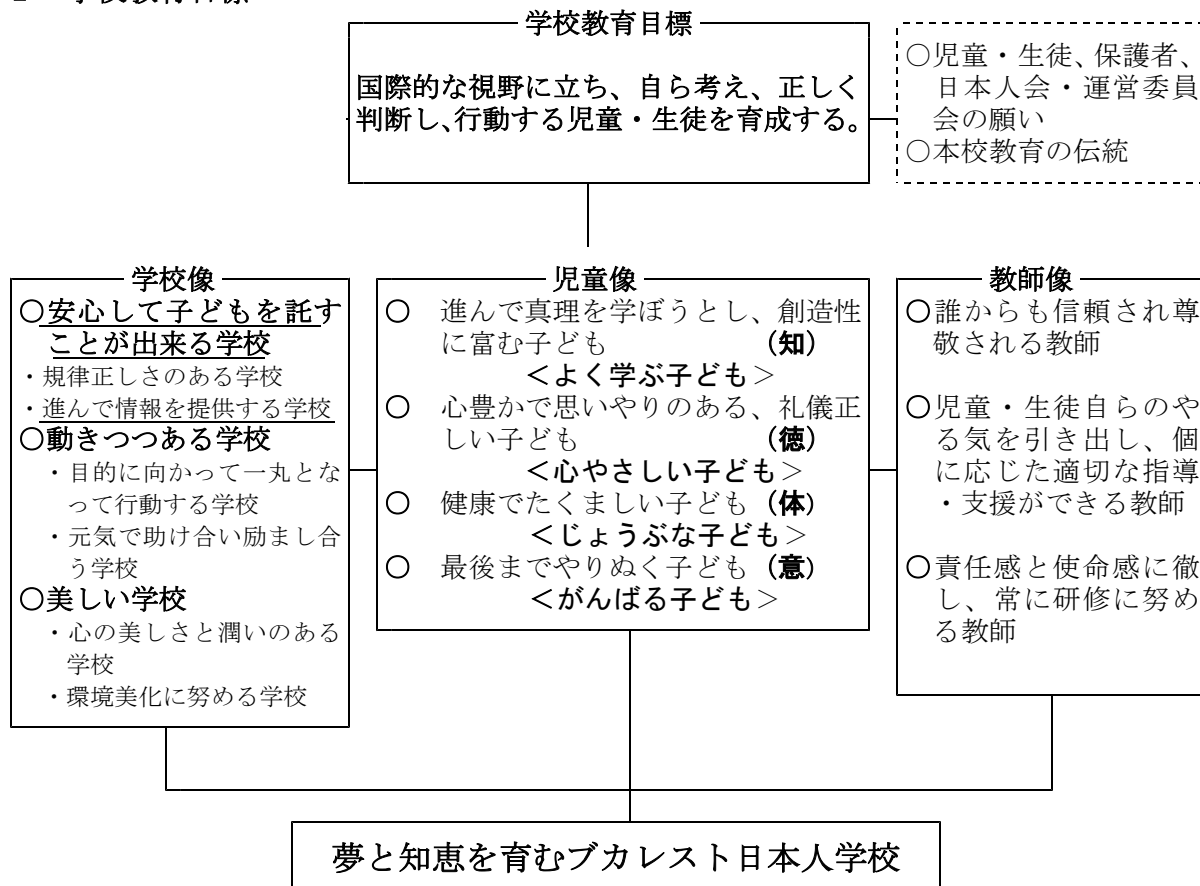 学校教育目標
国際的な視野に立ち、自ら考え、正しく
判断し、行動する児童・生徒を育成する。
○児童・生徒、保護者、
日本人会・運営委員
会の願い
○本校教育の伝統
学校像
○安心して子どもを託す
ことが出来る学校
・規律正しさのある学校
・進んで情報を提供する学校
○動きつつある学校
・目的に向かって一丸とな
って行動する学校
・元気で助け合い励まし合
う学校
○美しい学校
・心の美しさと潤いのある
学校
・環境美化に努める学校
児童像
○ 進んで真理を学ぼうとし、創造性
に富む子ども (知)
＜よく学ぶ子ども＞
○ 心豊かで思いやりのある、礼儀正
しい子ども (徳)
＜心やさしい子ども＞
○ 健康でたくましい子ども (体)
＜じょうぶな子ども＞
○ 最後までやりぬく子ども (意)
＜がんばる子ども＞
教師像
○誰からも信頼され尊
敬される教師
○児童・生徒自らのや
る気を引き出し、個
に応じた適切な指導
・支援ができる教師
○責任感と使命感に徹
し、常に研修に努め
る教師
夢と知恵を育むブカレスト日本人学校